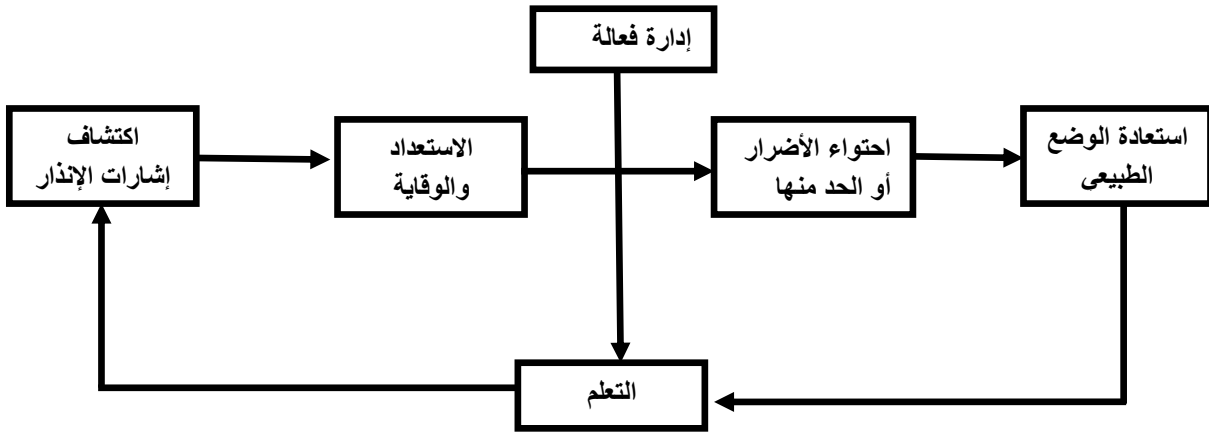 إدارة فعالة
اكتشاف
إشارات الإنذار
الاستعداد
والوقاية
احتواء الأضرار
أو الحد منها
استعادة الوضع
الطبيعى
التعلم